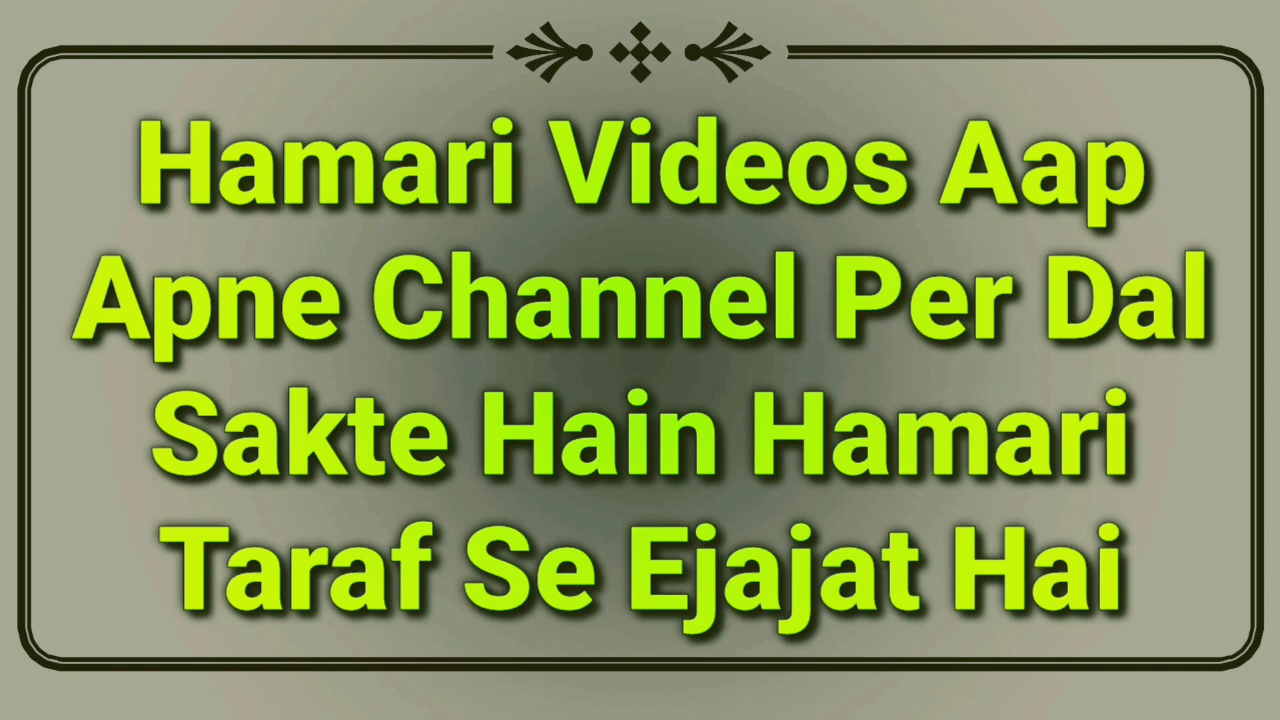 Hamari Videos Aap
Apne Channel Per Dal
Sakte Hain Hamari
Taraf Se Ejajat Hai